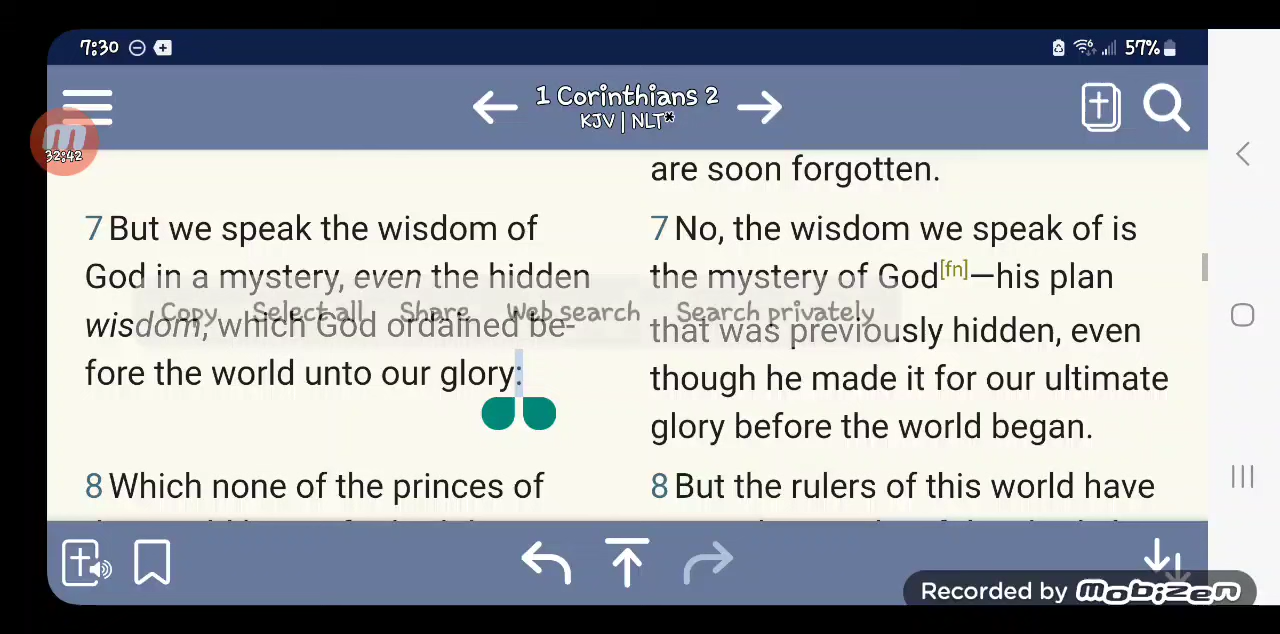 7:30
57%
32:42
1 Corinthians 2
KJV | NLT*
7 But we speak the wisdom of
God in a mystery, even the hidden
wisdom, which God ordained be-
fore the world unto our glory:
8 Which none of the princes of
are soon forgotten.
7 No, the wisdom we speak of is
the mystery of God[fn]—his plan
that was previously hidden, even
though he made it for our ultimate
glory before the world began.
8 But the rulers of this world have
Copy Select all Share Web search Search privately
Recorded by mobizen